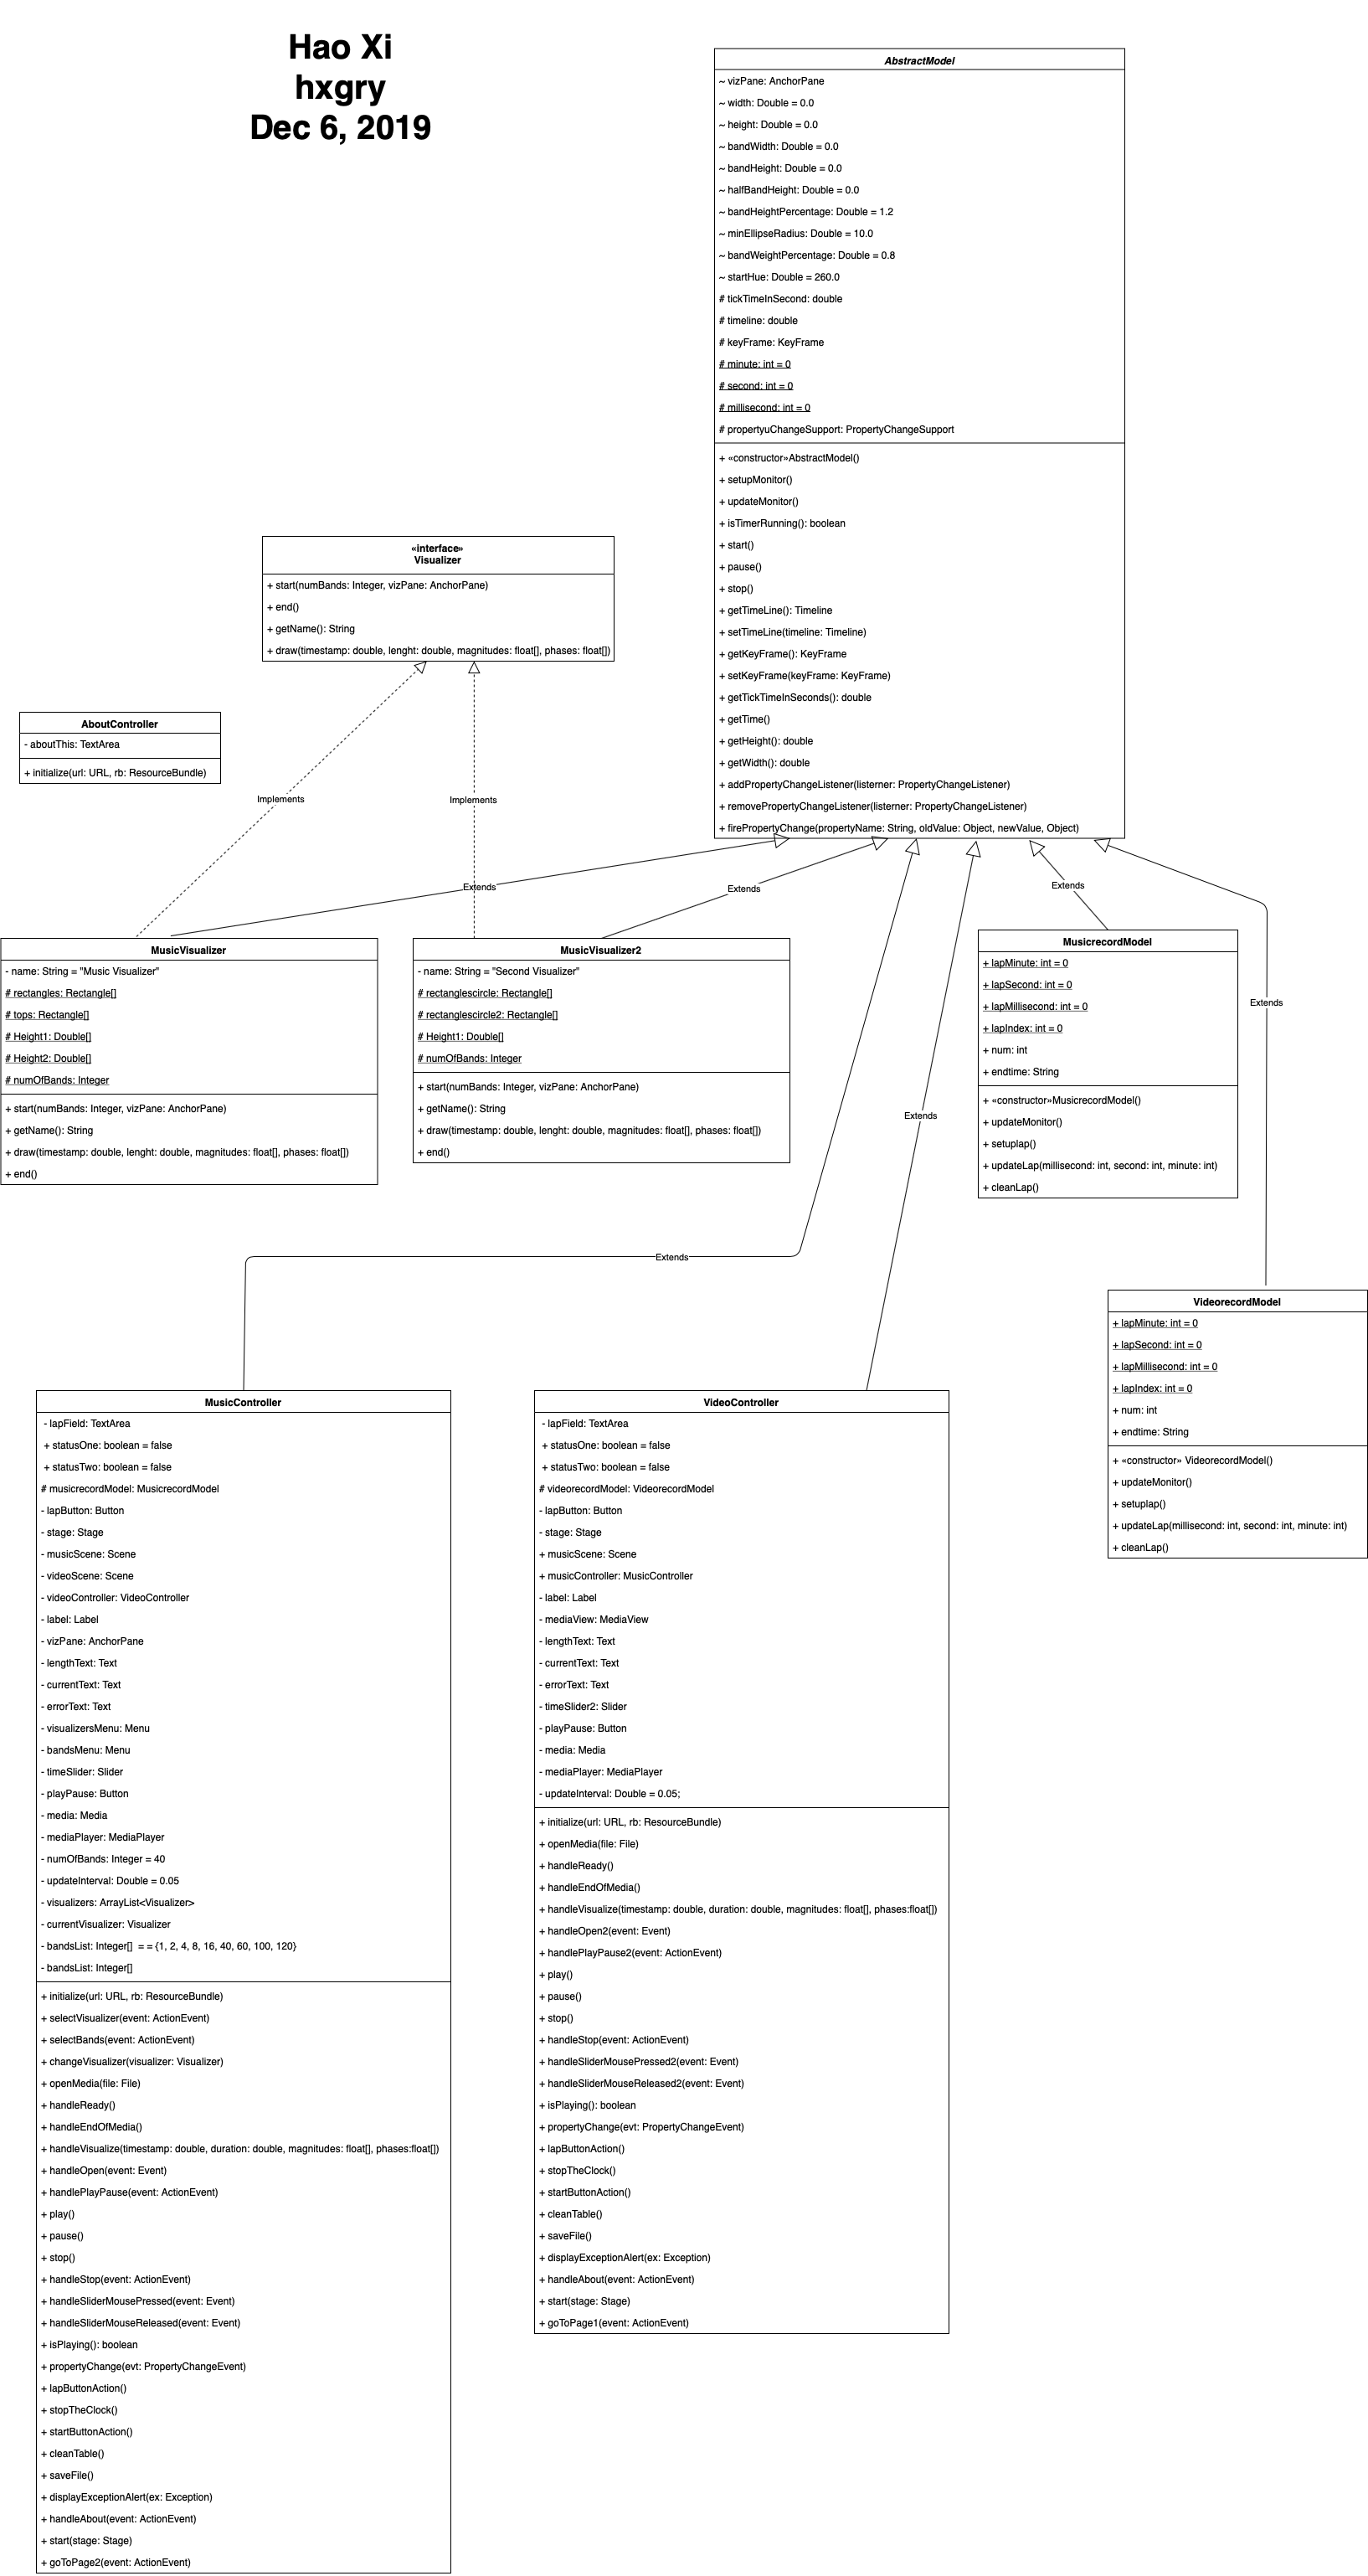 Hao Xi
hxgry
Dec 6, 2019
AbstractModel
~ vizPane: AnchorPane
~ width: Double = 0.0
~ height: Double = 0.0
~ bandWidth: Double = 0.0
~ bandHeight: Double = 0.0
~ halfBandHeight: Double = 0.0
~ bandHeightPercentage: Double = 1.2
~ minEllipseRadius: Double = 10.0
~ bandWeightPercentage: Double = 0.8
~ startHue: Double = 260.0
# tickTimeInSecond: double
# timeline: double
# keyFrame: KeyFrame
# minute: int = 0
# second: int = 0
# millisecond: int = 0
# propertyuChangeSupport: PropertyChangeSupport
+ «constructor»AbstractModel()
+ setupMonitor()
+ updateMonitor()
+ isTimerRunning(): boolean
+ start()
+ pause()
+ stop()
+ getTimeLine(): Timeline
+ setTimeLine(timeline: Timeline)
+ getKeyFrame(): KeyFrame
+ setKeyFrame(keyFrame: KeyFrame)
+ getTickTimeInSeconds(): double
+ getTime()
+ getHeight(): double
+ getWidth(): double
+ addPropertyChangeListener(listerner: PropertyChangeListener)
+ removePropertyChangeListener(listerner: PropertyChangeListener)
+ firePropertyChange(propertyName: String, oldValue: Object, newValue, Object)
«interface»
Visualizer
+ start(numBands: Integer, vizPane: AnchorPane)
+ end()
+ getName(): String
+ draw(timestamp: double, lenght: double, magnitudes: float[], phases: float[])
AboutController
- aboutThis: TextArea
+ initialize(url: URL, rb: ResourceBundle)
Implements
Implements
Extends
Extends
Extends
Extends
Extends
Extends
MusicVisualizer
- name: String = "Music Visualizer"
# rectangles: Rectangle[]
# tops: Rectangle[]
# Height1: Double[]
# Height2: Double[]
# numOfBands: Integer
+ start(numBands: Integer, vizPane: AnchorPane)
+ getName(): String
+ draw(timestamp: double, lenght: double, magnitudes: float[], phases: float[])
+ end()
MusicVisualizer2
- name: String = "Second Visualizer"
# rectanglescircle: Rectangle[]
# rectanglescircle2: Rectangle[]
# Height1: Double[]
# numOfBands: Integer
+ start(numBands: Integer, vizPane: AnchorPane)
+ getName(): String
+ draw(timestamp: double, lenght: double, magnitudes: float[], phases: float[])
+ end()
MusicrecordModel
+ lapMinute: int = 0
+ lapSecond: int = 0
+ lapMillisecond: int = 0
+ lapIndex: int = 0
+ num: int
+ endtime: String
+ «constructor»MusicrecordModel()
+ updateMonitor()
+ setuplap()
+ updateLap(millisecond: int, second: int, minute: int)
+ cleanLap()
VideorecordModel
+ lapMinute: int = 0
+ lapSecond: int = 0
+ lapMillisecond: int = 0
+ lapIndex: int = 0
+ num: int
+ endtime: String
+ «constructor» VideorecordModel()
+ updateMonitor()
+ setuplap()
+ updateLap(millisecond: int, second: int, minute: int)
+ cleanLap()
MusicController
- lapField: TextArea
+ statusOne: boolean = false
+ statusTwo: boolean = false
# musicrecordModel: MusicrecordModel
- lapButton: Button
- stage: Stage
- musicScene: Scene
- videoScene: Scene
- videoController: VideoController
- label: Label
- vizPane: AnchorPane
- lengthText: Text
- currentText: Text
- errorText: Text
- visualizersMenu: Menu
- bandsMenu: Menu
- timeSlider: Slider
- playPause: Button
- media: Media
- mediaPlayer: MediaPlayer
- numOfBands: Integer = 40
- updateInterval: Double = 0.05
- visualizers: ArrayList<Visualizer>
- currentVisualizer: Visualizer
- bandsList: Integer[] = = {1, 2, 4, 8, 16, 40, 60, 100, 120}
- bandsList: Integer[]
+ initialize(url: URL, rb: ResourceBundle)
+ selectVisualizer(event: ActionEvent)
+ selectBands(event: ActionEvent)
+ changeVisualizer(visualizer: Visualizer)
+ openMedia(file: File)
+ handleReady()
+ handleEndOfMedia()
+ handleVisualize(timestamp: double, duration: double, magnitudes: float[], phases:float[])
+ handleOpen(event: Event)
+ handlePlayPause(event: ActionEvent)
+ play()
+ pause()
+ stop()
+ handleStop(event: ActionEvent)
+ handleSliderMousePressed(event: Event)
+ handleSliderMouseReleased(event: Event)
+ isPlaying(): boolean
+ propertyChange(evt: PropertyChangeEvent)
+ lapButtonAction()
+ stopTheClock()
+ startButtonAction()
+ cleanTable()
+ saveFile()
+ displayExceptionAlert(ex: Exception)
+ handleAbout(event: ActionEvent)
+ start(stage: Stage)
+ goToPage2(event: ActionEvent)
VideoController
- lapField: TextArea
+ statusOne: boolean = false
+ statusTwo: boolean = false
# videorecordModel: VideorecordModel
- lapButton: Button
- stage: Stage
+ musicScene: Scene
+ musicController: MusicController
- label: Label
- mediaView: MediaView
- lengthText: Text
- currentText: Text
- errorText: Text
- timeSlider2: Slider
- playPause: Button
- media: Media
- mediaPlayer: MediaPlayer
- updateInterval: Double = 0.05;
+ initialize(url: URL, rb: ResourceBundle)
+ openMedia(file: File)
+ handleReady()
+ handleEndOfMedia()
+ handleVisualize(timestamp: double, duration: double, magnitudes: float[], phases:float[])
+ handleOpen2(event: Event)
+ handlePlayPause2(event: ActionEvent)
+ play()
+ pause()
+ stop()
+ handleStop(event: ActionEvent)
+ handleSliderMousePressed2(event: Event)
+ handleSliderMouseReleased2(event: Event)
+ isPlaying(): boolean
+ propertyChange(evt: PropertyChangeEvent)
+ lapButtonAction()
+ stopTheClock()
+ startButtonAction()
+ cleanTable()
+ saveFile()
+ displayExceptionAlert(ex: Exception)
+ handleAbout(event: ActionEvent)
+ start(stage: Stage)
+ goToPage1(event: ActionEvent)